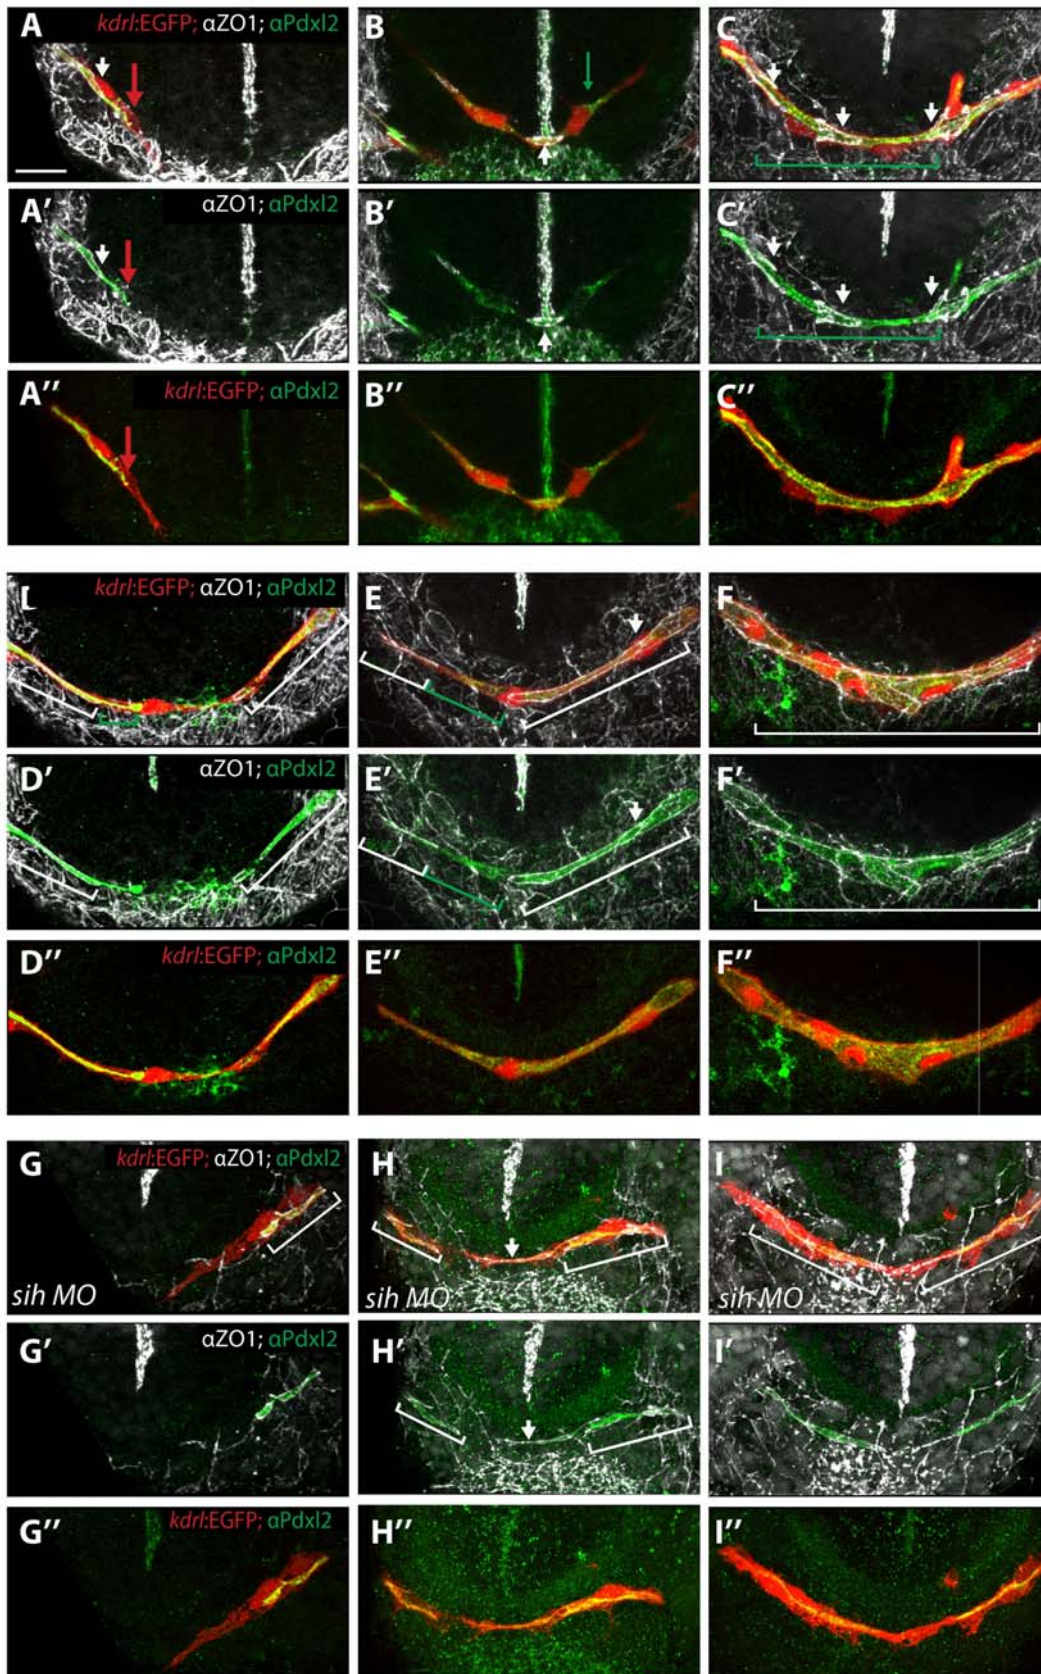 A kdrl:EGFP; αZO1; αPdxl2
B
C
A′ αZO1; αPdxl2
B′
C′
A″ kdrl:EGFP; αPdxl2
B″
C″
kdrl:EGFP; αZO1; αPdxl2
E
F
D′ αZO1; αPdxl2
E′
F′
D″ kdrl:EGFP; αPdxl2
E″
F″
G kdrl:EGFP; αZO1; αPdxl2
H
I
sih MO
sih MO
sih MO
G′ αZO1; αPdxl2
H′
I′
G″ kdrl:EGFP; αPdxl2
H″
I″